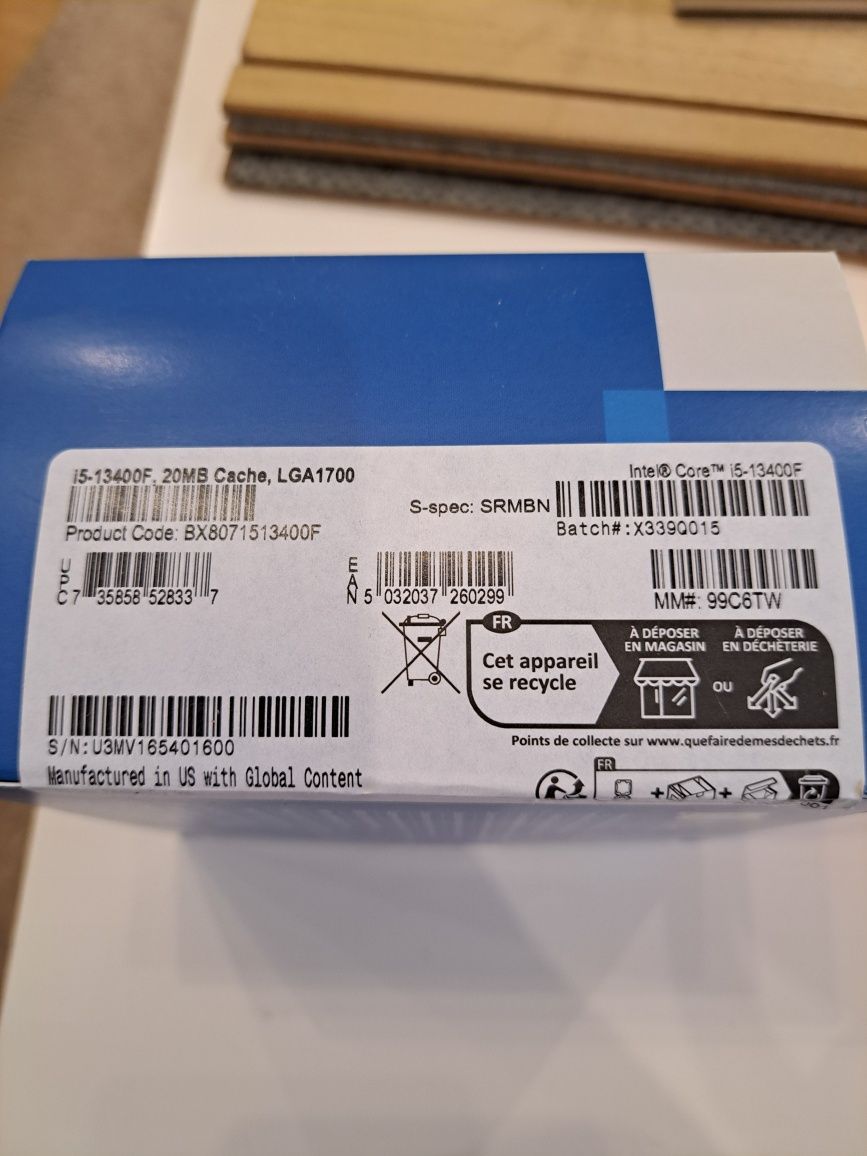 i5-13400F, 20MB Cache, LGA1700
Intel® Core™ i5-13400F
S-spec: SRMBN
Product Code: BX8071513400F
Batch#:X339Q015
UPC 7 35858 52833 7
EAN 5 032037 260299
MM#: 99C6TW
FR
Cet appareil
se recycle
À DÉPOSER
EN MAGASIN
OU
À DÉPOSER
EN DÉCHÈTERIE
S/N:U3MV165401600
Points de collecte sur www.quefairedemesdechets.fr
Manufactured in US with Global Content
FR
+
+